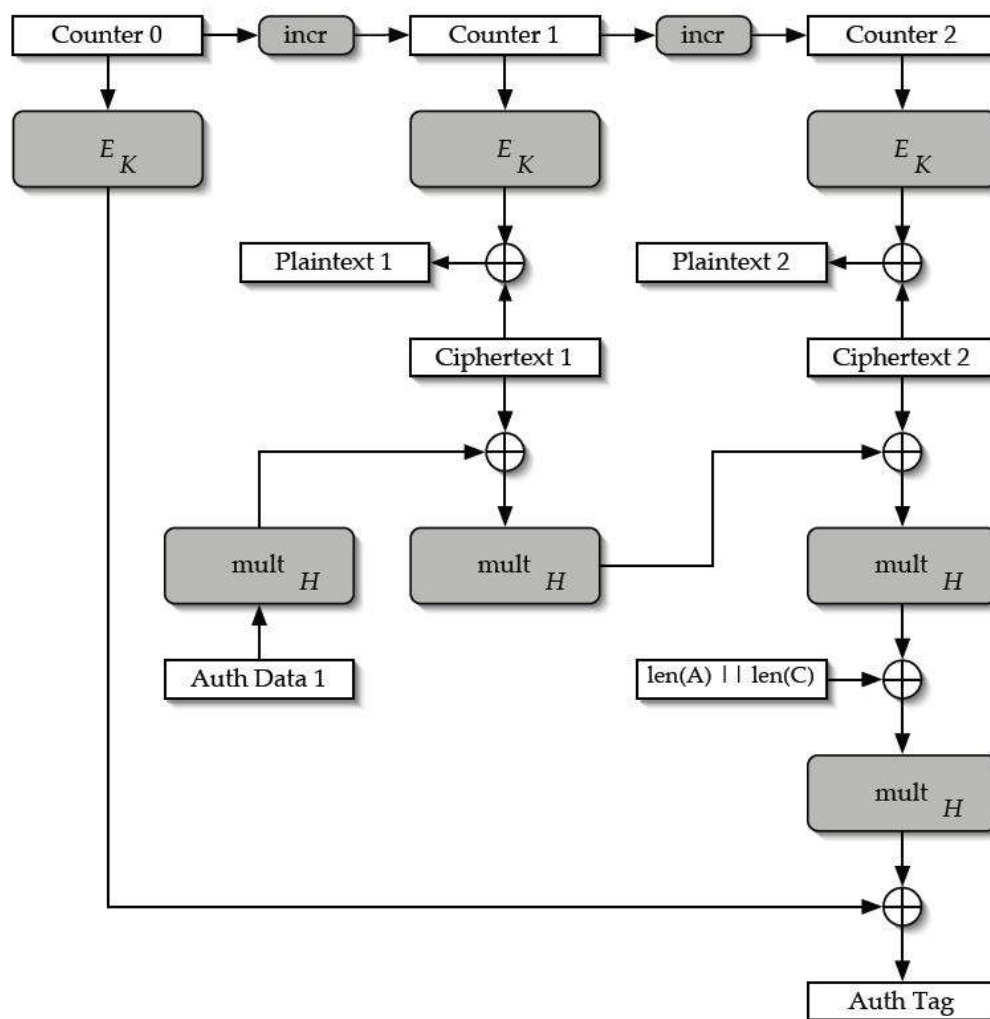 Counter 0
incr
Counter 1
incr
Counter 2
E K
E K
E K
Plaintext 1
Plaintext 2
Ciphertext 1
Ciphertext 2
mult H
mult H
mult H
Auth Data 1
len(A) || len(C)
mult H
Auth Tag